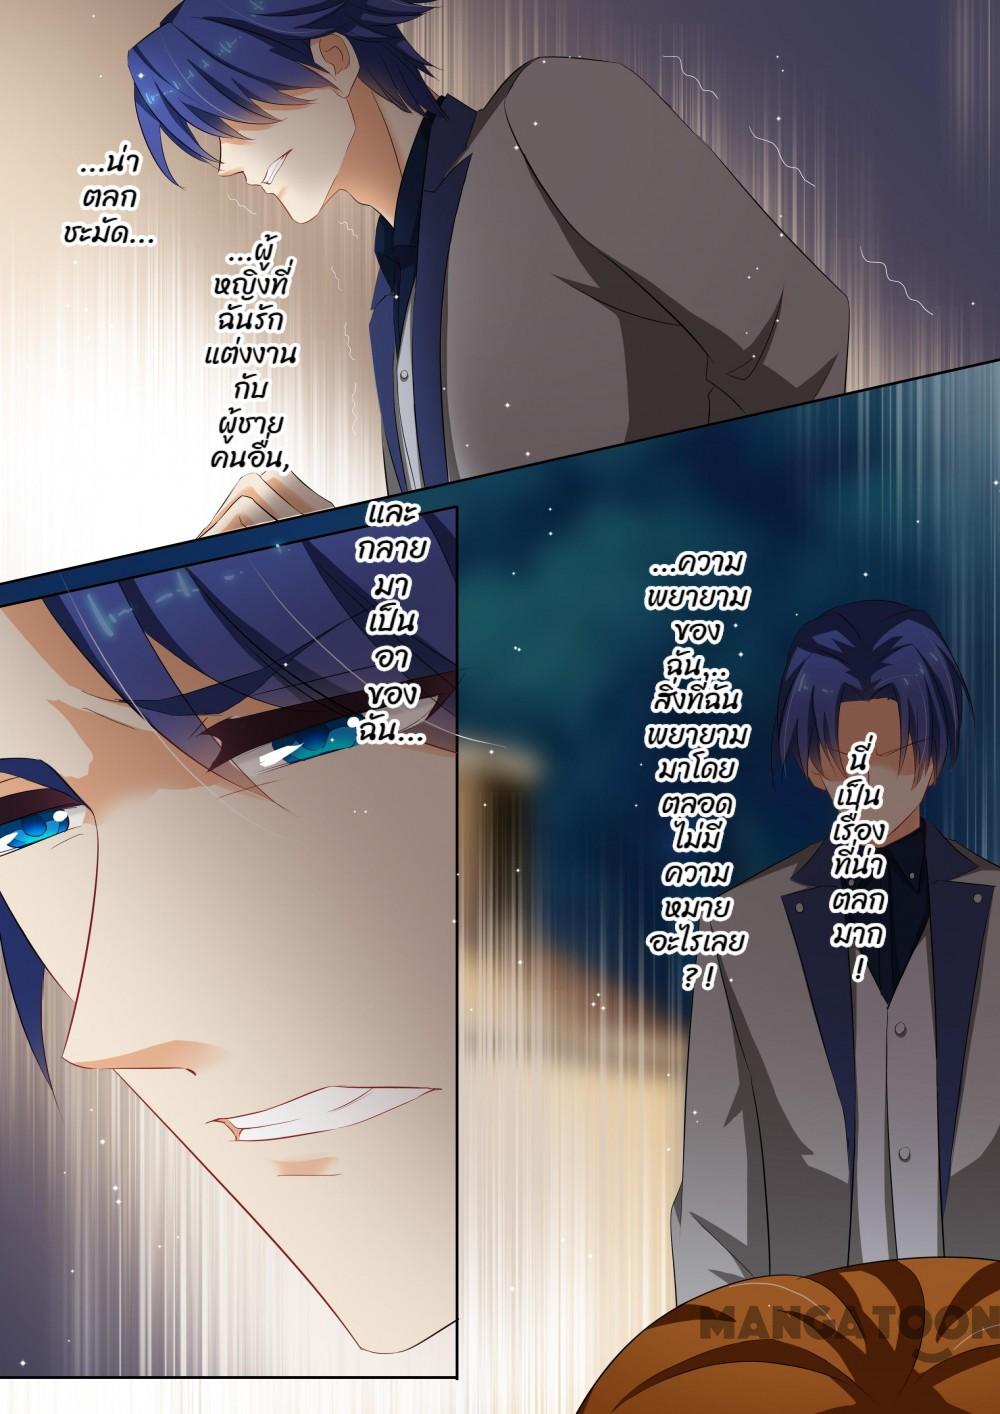 ...น่า
ตลก
ชะมัด...
...ผู้
หญิงที่
ฉันรัก
แต่งงาน
กับ
ผู้ชาย
คนอื่น,
และ
กลาย
มา
เป็น
อา
ของ
ฉัน...
...ความ
พยายาม
ของ
ฉัน...
สิ่งที่ฉัน
พยายาม
มาโดย
ตลอด
ไม่มี
ความ
หมาย
อะไรเลย
?!
นี่
เป็น
เรื่อง
ที่น่า
ตลก
มาก
!
MANGATOON